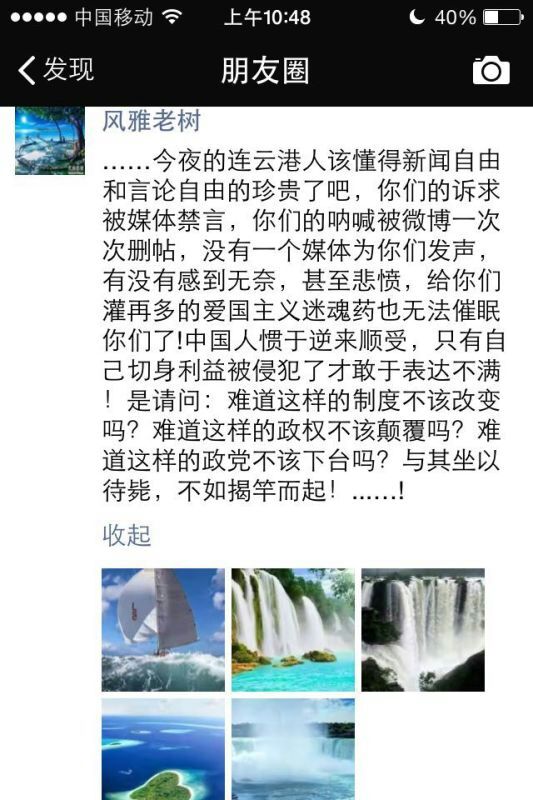 中国移动 上午10:48 40%
发现 朋友圈
风雅老树
……今夜的连云港人该懂得新闻自由
和言论自由的珍贵了吧，你们的诉求
被媒体禁言，你们的呐喊被微博一次
次删帖，没有一个媒体为你们发声，
有没有感到无奈，甚至悲愤，给你们
灌再多的爱国主义迷魂药也无法催眠
你们了!中国人惯于逆来顺受，只有自
己切身利益被侵犯了才敢于表达不满
！是请问：难道这样的制度不该改变
吗？难道这样的政权不该颠覆吗？难
道这样的政党不该下台吗？与其坐以
待毙，不如揭竿而起！……!
收起